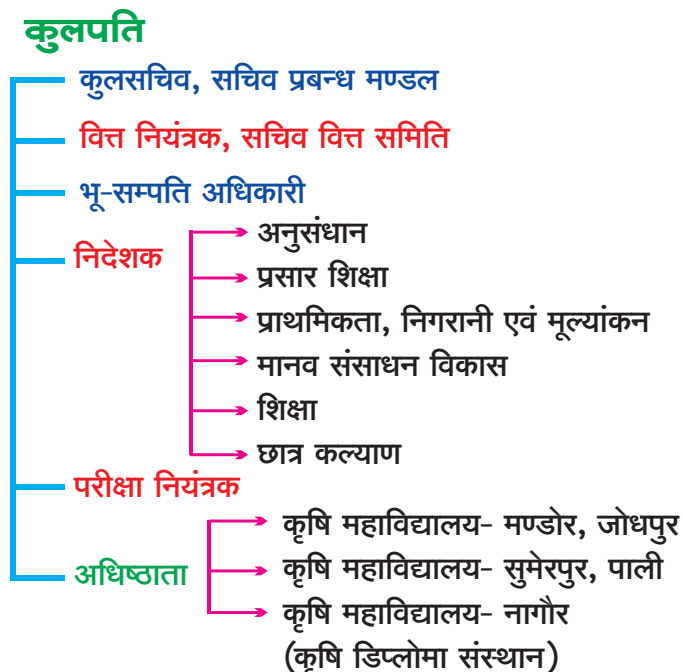 कुलपति
कुलसचिव, सचिव प्रबन्ध मण्डल
वित्त नियंत्रक, सचिव वित्त समिति
भू-सम्पति अधिकारी
निदेशक
अनुसंधान
प्रसार शिक्षा
प्राथमिकता, निगरानी एवं मूल्यांकन
मानव संसाधन विकास
शिक्षा
छात्र कल्याण
परीक्षा नियंत्रक
अधिष्ठाता
कृषि महाविद्यालय- मण्डोर, जोधपुर
कृषि महाविद्यालय- सुमेरपुर, पाली
कृषि महाविद्यालय- नागौर
(कृषि डिप्लोमा संस्थान)